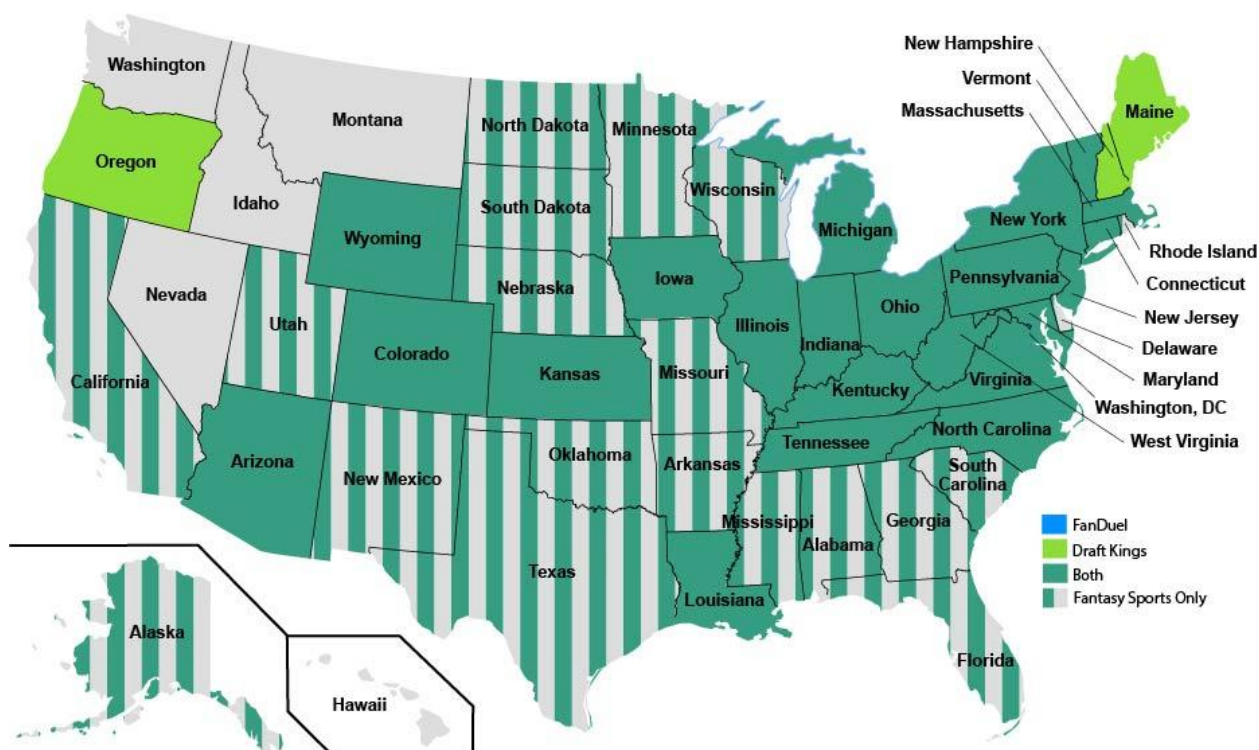 New Hampshire
Washington
Vermont
Massachusetts
Maine
Montana
North Dakota
Minnesota
Oregon
Idaho
South Dakota
Wisconsin
Wyoming
Michigan
New York
Rhode Island
Nevada
Nebraska
Iowa
Pennsylvania
Connecticut
Utah
Illinois
Indiana
Ohio
New Jersey
Colorado
Kansas
Missouri
Delaware
California
Kentucky
Virginia
Maryland
Washington, DC
Arizona
New Mexico
Oklahoma
Arkansas
Tennessee
North Carolina
West Virginia
South
Carolina
Texas
Mississippi
Alabama
Georgia
FanDuel
Draft Kings
Both
Fantasy Sports Only
Louisiana
Alaska
Florida
Hawaii